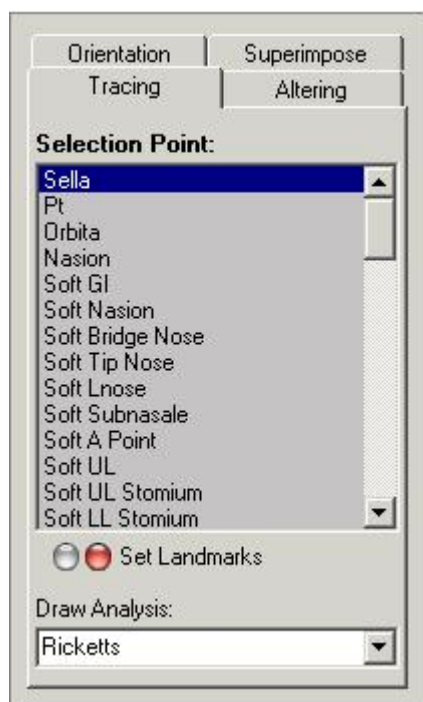 Orientation
Superimpose
Tracing
Altering
Selection Point:
Sella
Pt
Orbita
Nasion
Soft Gl
Soft Nasion
Soft Bridge Nose
Soft Tip Nose
Soft Lnose
Soft Subnasale
Soft A Point
Soft UL
Soft UL Stomium
Soft LL Stomium
Set Landmarks
Draw Analysis:
Ricketts